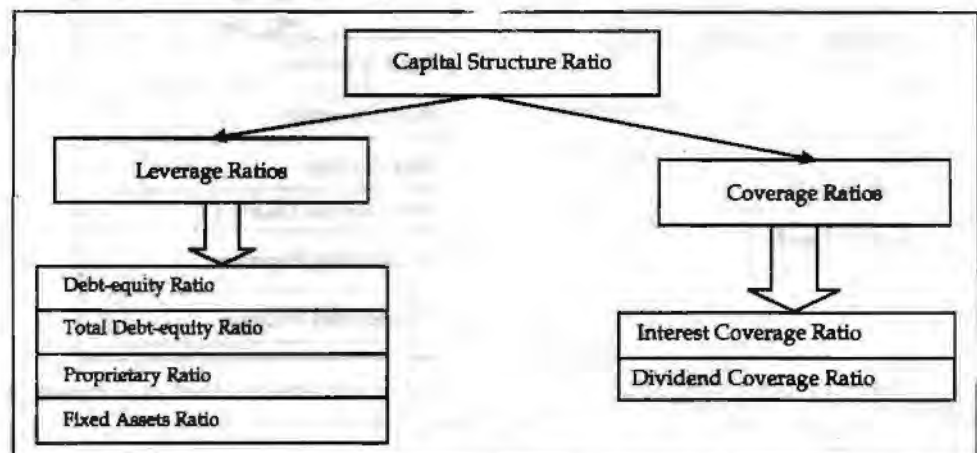 Capital Structure Ratio
Leverage Ratios
Coverage Ratios
Debt-equity Ratio
Total Debt-equity Ratio
Proprietary Ratio
Fixed Assets Ratio
Interest Coverage Ratio
Dividend Coverage Ratio